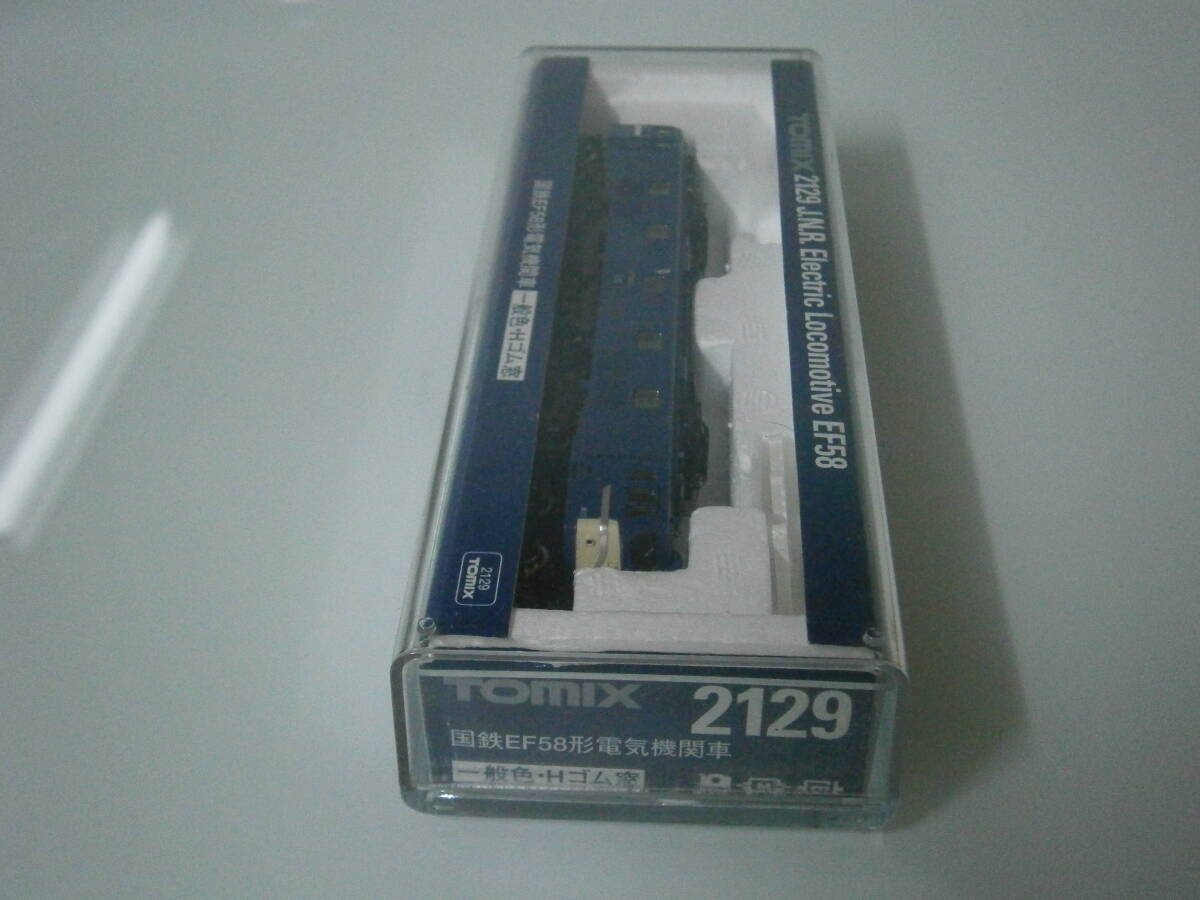 TOMIX 2129 J.N.R. Electric Locomotive EF58
国鉄EF58形電気機関車 一般色・Hゴム窓
2129
TOMIX
TOMIX 2129
国鉄EF58形電気機関車
一般色・Hゴム窓